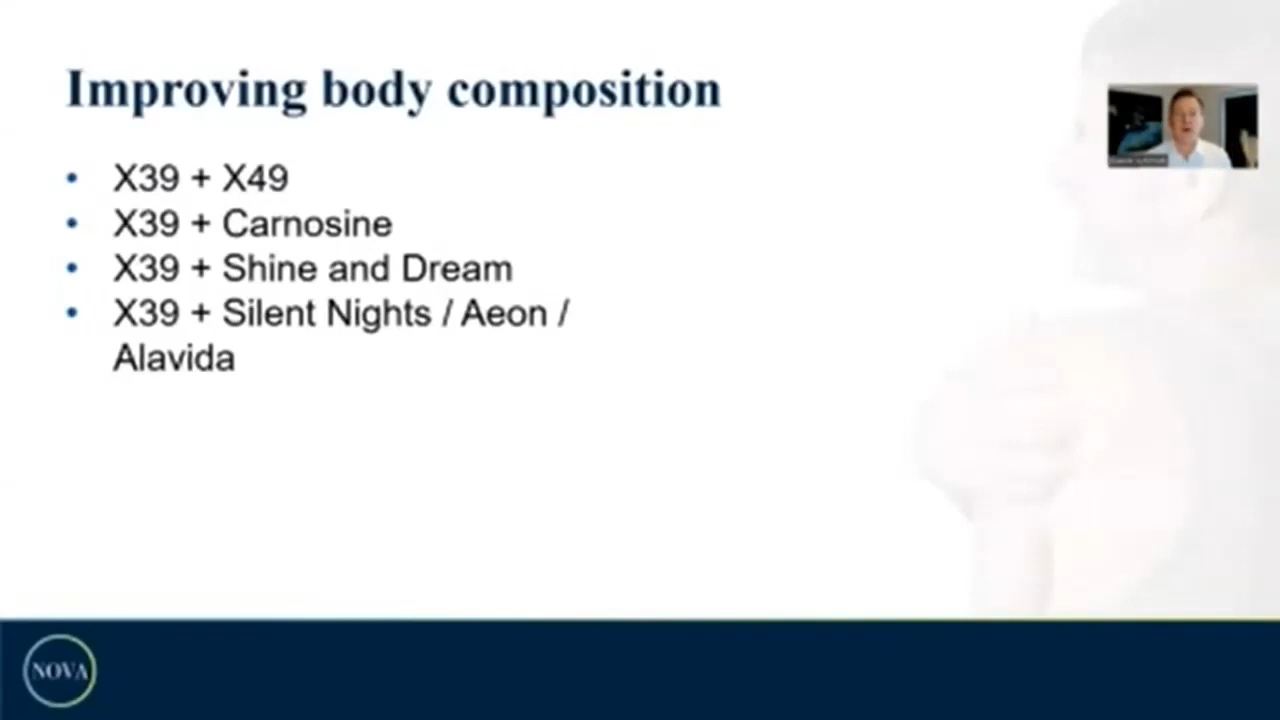 Improving body composition
• X39 + X49
• X39 + Carnosine
• X39 + Shine and Dream
• X39 + Silent Nights / Aeon /
Alavida
NOVA